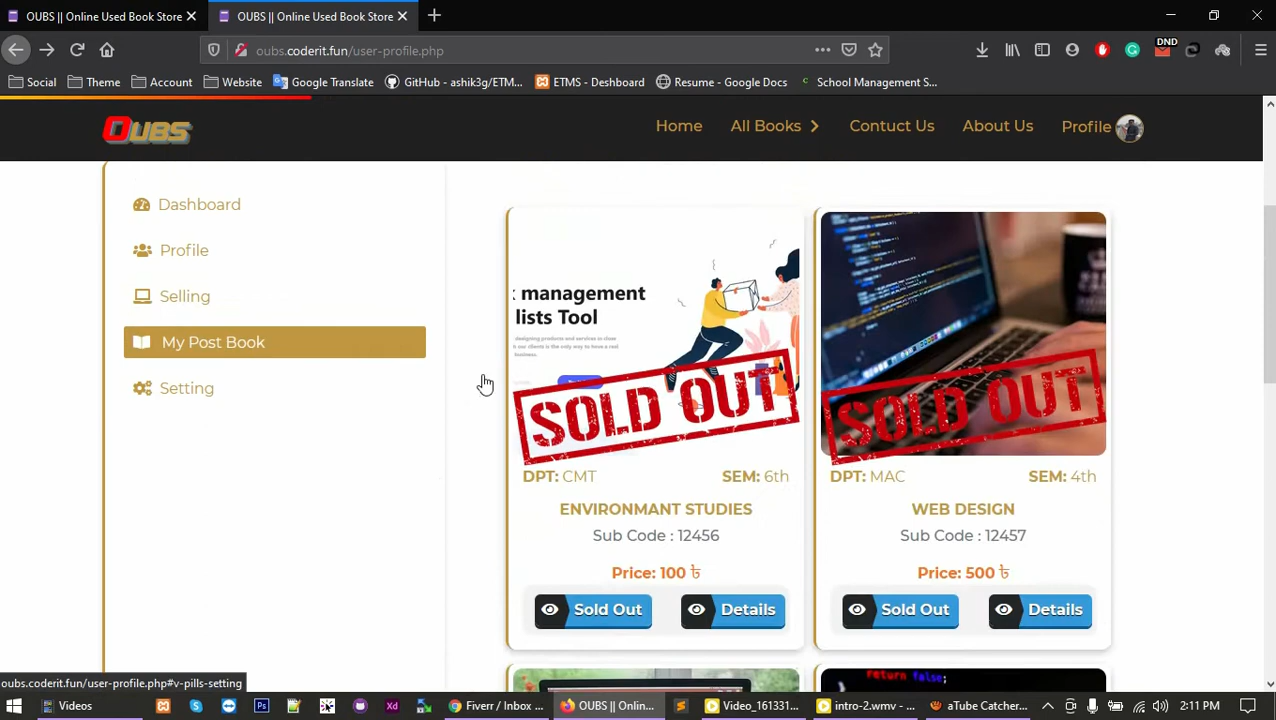 OUBS || Online Used Book Store
OUBS || Online Used Book Store
oubs.coderit.fun/user-profile.php
DND
Social
Theme
Account
Website
Google Translate
GitHub - ashik3g/ETM...
ETMS - Dashboard
Resume - Google Docs
School Management S...
OUBS
Home
All Books
Contuct Us
About Us
Profile
Dashboard
Profile
Selling
My Post Book
Setting
management
lists Tool
SOLD OUT
SOLD OUT
DPT: CMT
SEM: 6th
DPT: MAC
SEM: 4th
ENVIRONMANT STUDIES
WEB DESIGN
Sub Code : 12456
Sub Code : 12457
Price: 100 ৳
Price: 500 ৳
Sold Out
Details
Sold Out
Details
return false;
oubs.coderit.fun/user-profile.php#v-pills-setting
Videos
Fiverr / Inbox ...
OUBS || Onlin...
Video_161331...
intro-2.wmv - ...
aTube Catcher...
2:11 PM